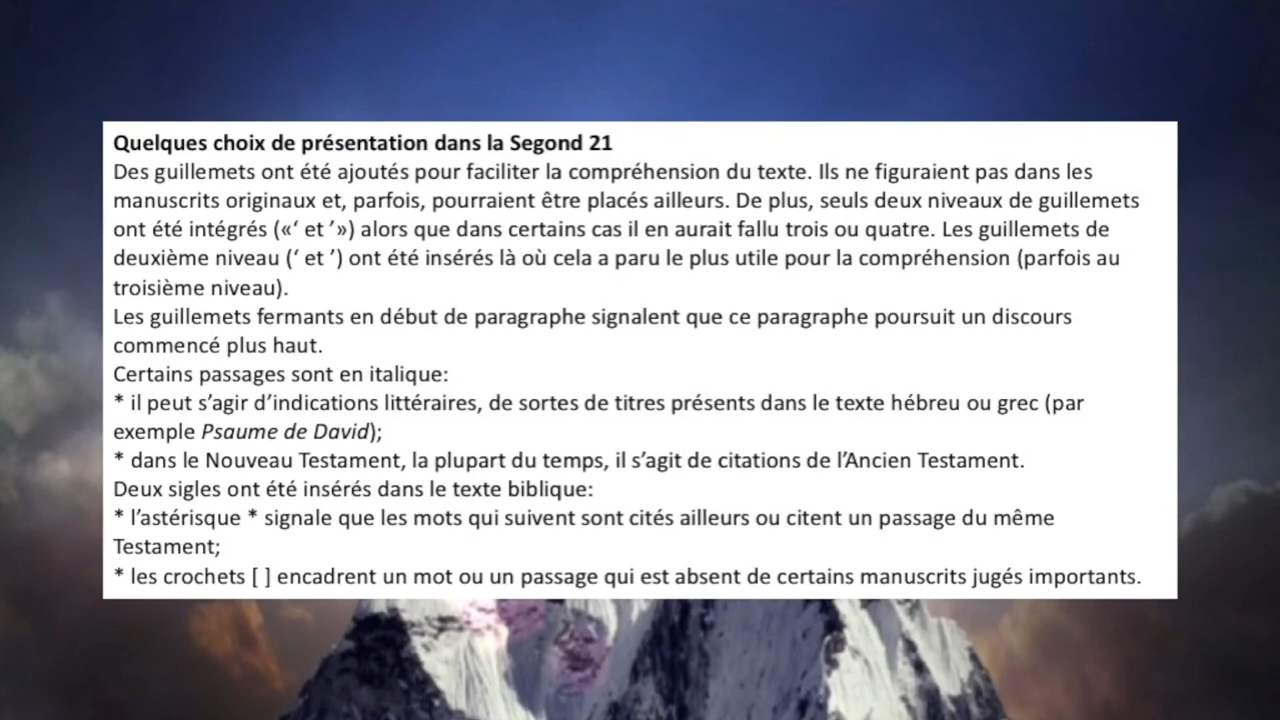 Quelques choix de présentation dans la Segond 21
Des guillemets ont été ajoutés pour faciliter la compréhension du texte. Ils ne figuraient pas dans les
manuscrits originaux et, parfois, pourraient être placés ailleurs. De plus, seuls deux niveaux de guillemets
ont été intégrés («‘ et ’») alors que dans certains cas il en aurait fallu trois ou quatre. Les guillemets de
deuxième niveau (‘ et ’) ont été insérés là où cela a paru le plus utile pour la compréhension (parfois au
troisième niveau).
Les guillemets fermants en début de paragraphe signalent que ce paragraphe poursuit un discours
commencé plus haut.
Certains passages sont en italique:
* il peut s’agir d’indications littéraires, de sortes de titres présents dans le texte hébreu ou grec (par
exemple Psaume de David);
* dans le Nouveau Testament, la plupart du temps, il s’agit de citations de l’Ancien Testament.
Deux sigles ont été insérés dans le texte biblique:
* l’astérisque * signale que les mots qui suivent sont cités ailleurs ou citent un passage du même
Testament;
* les crochets [ ] encadrent un mot ou un passage qui est absent de certains manuscrits jugés importants.